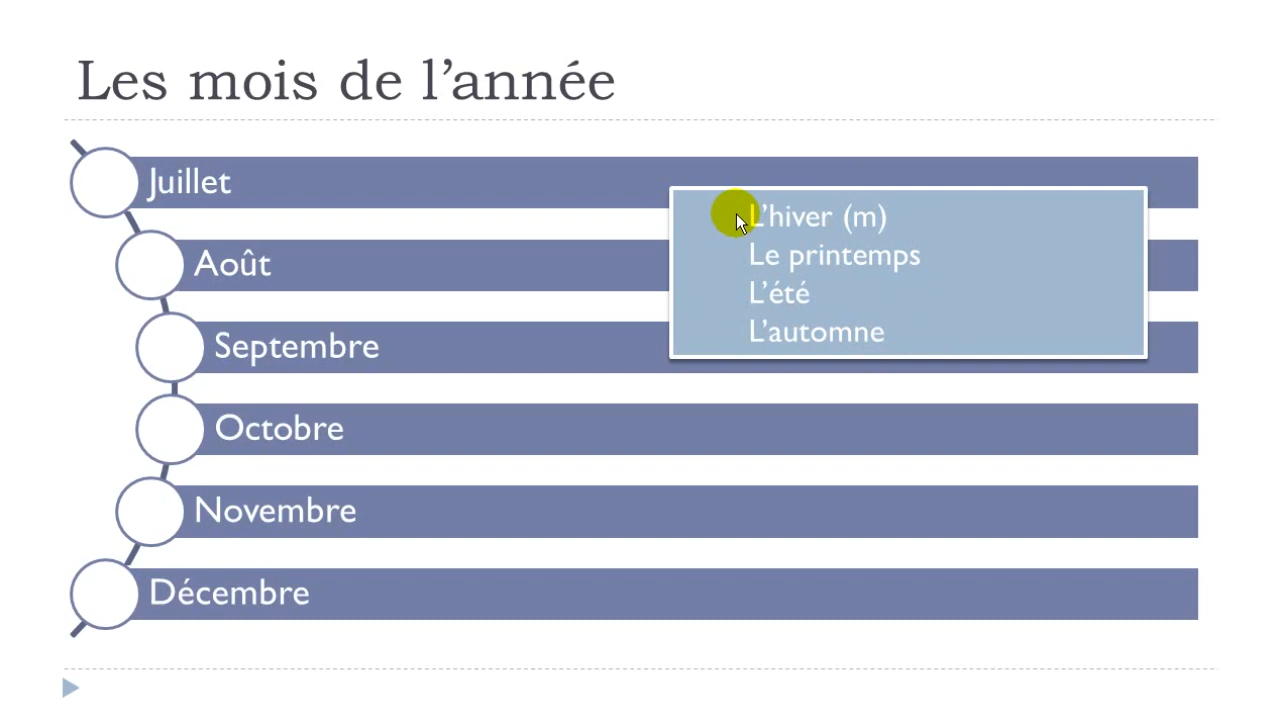 Les mois de l’année
Juillet
Août
Septembre
Octobre
Novembre
Décembre
L’hiver (m)
Le printemps
L’été
L’automne